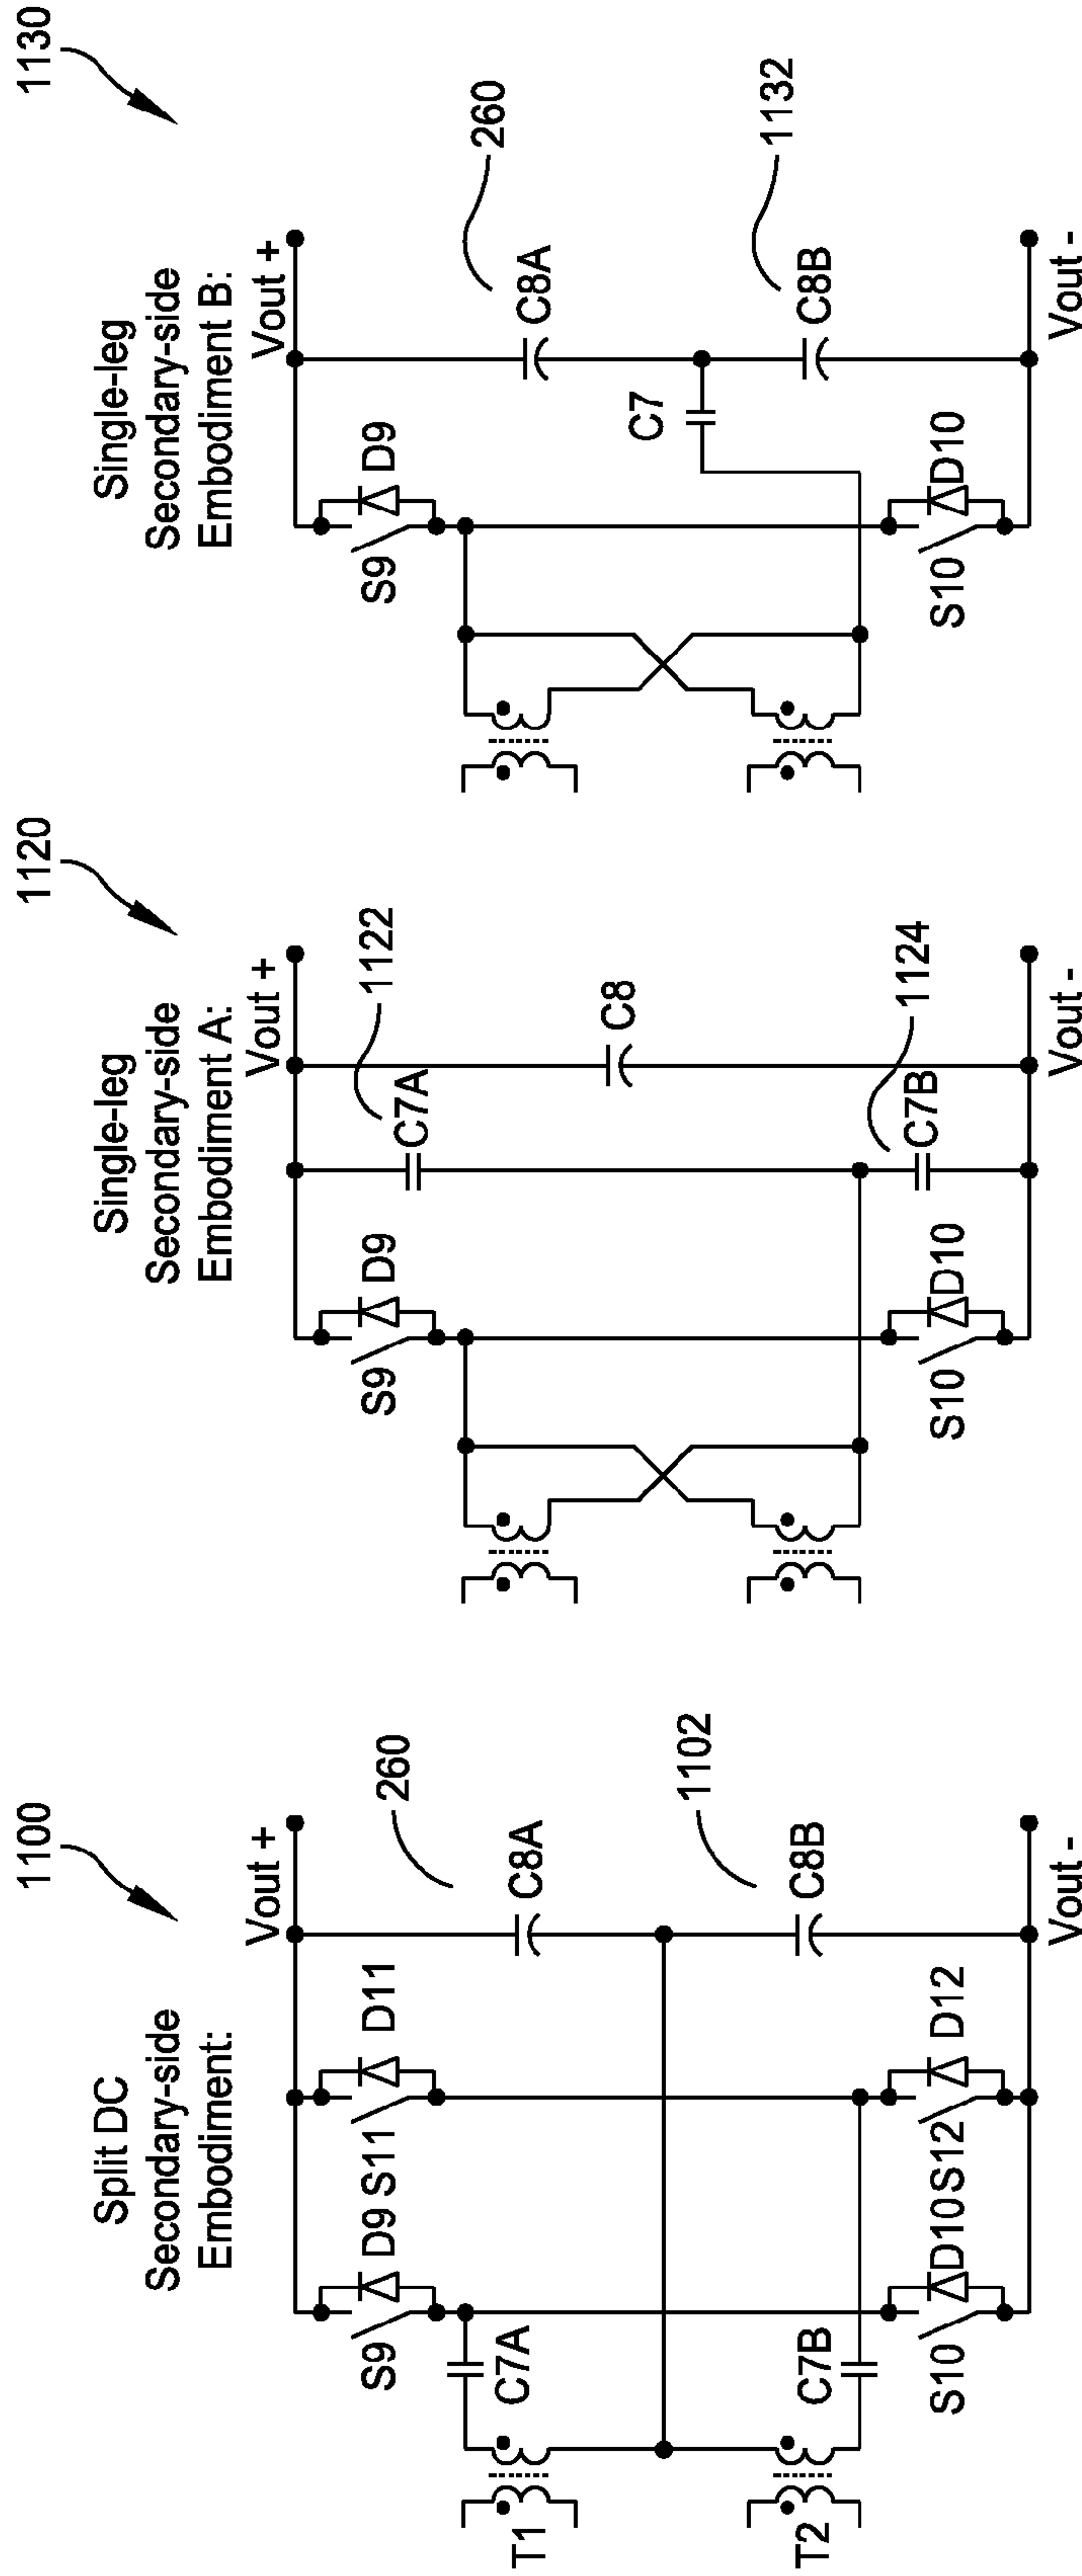 1100
Split DC
Secondary-side
Embodiment:
Vout +
S9
D9
S11
D11
260
C8A
C7A
T1
1102
C8B
T2
C7B
S10
D10
S12
D12
Vout -
1120
Single-leg
Secondary-side
Embodiment A:
Vout +
S9
D9
1122
C7A
C8
1124
C7B
S10
D10
Vout -
1130
Single-leg
Secondary-side
Embodiment B:
Vout +
S9
D9
260
C8A
C7
1132
C8B
S10
D10
Vout -